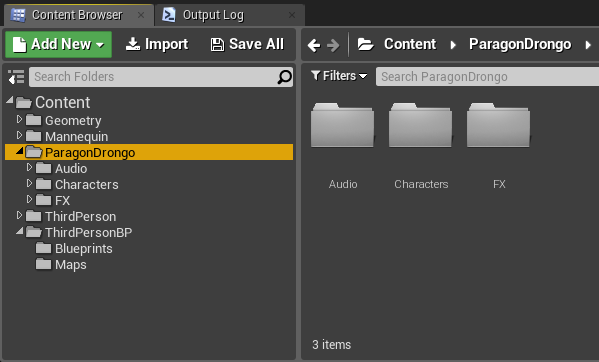 Content Browser
Output Log
Add New
Import
Save All
Content
ParagonDrongo
Search Folders
Filters
Search ParagonDrongo
Content
Geometry
Mannequin
ParagonDrongo
Audio
Characters
FX
ThirdPerson
ThirdPersonBP
Blueprints
Maps
Audio
Characters
FX
3 items